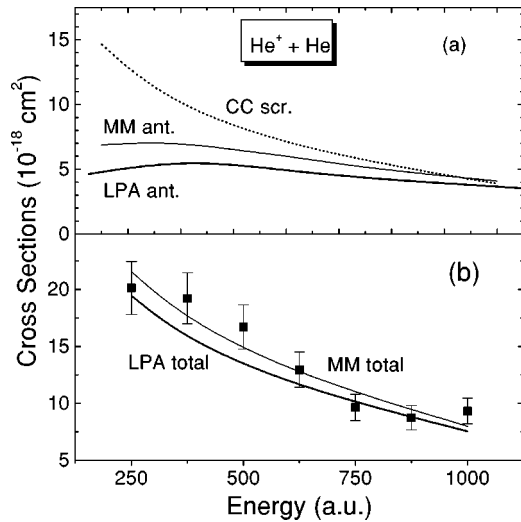 15
10
5
0
He⁺ + He
(a)
CC scr.
MM ant.
LPA ant.
Cross Sections (10⁻¹⁸ cm²)
20
15
10
5
(b)
LPA total
MM total
250 500 750 1000
Energy (a.u.)